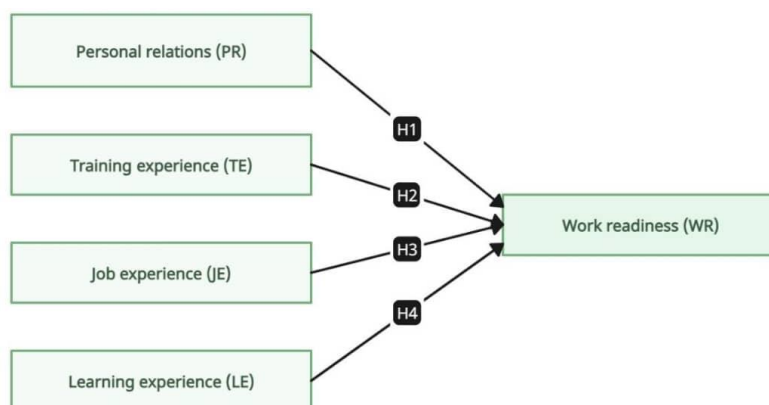 Personal relations (PR)
H1
Training experience (TE)
H2
Work readiness (WR)
H3
Job experience (JE)
H4
Learning experience (LE)